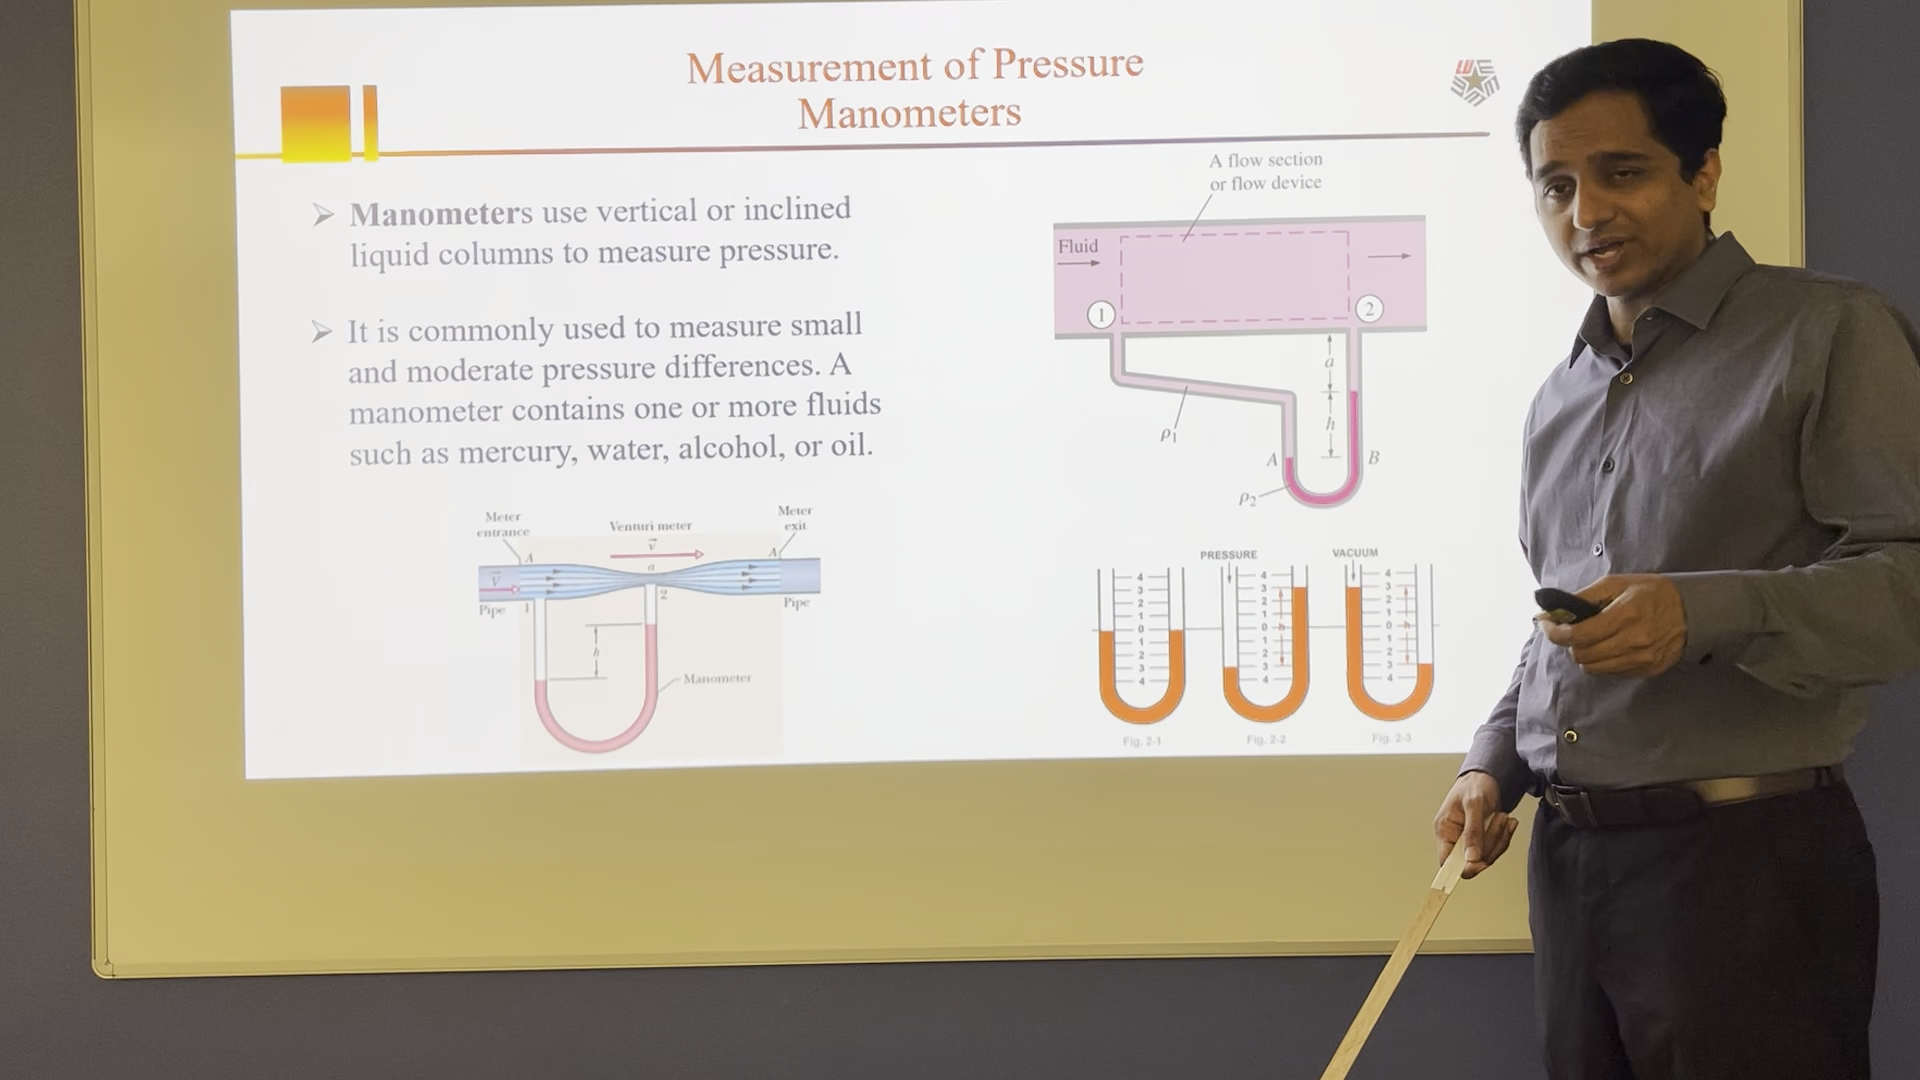 Measurement of Pressure
Manometers
Manometers use vertical or inclined
liquid columns to measure pressure.
It is commonly used to measure small
and moderate pressure differences. A
manometer contains one or more fluids
such as mercury, water, alcohol, or oil.
A flow section
or flow device
Fluid
1
2
a
h
ρ1
A
B
ρ2
Meter
entrance
Venturi meter
Meter
exit
A
v
A
a
V
Pipe
1
2
Pipe
h
Manometer
PRESSURE
VACUUM
4
3
2
1
0
1
2
3
4
4
3
2
1
0
h
1
2
3
4
4
3
2
1
0
h
1
2
3
4
Fig. 2-1
Fig. 2-2
Fig. 2-3